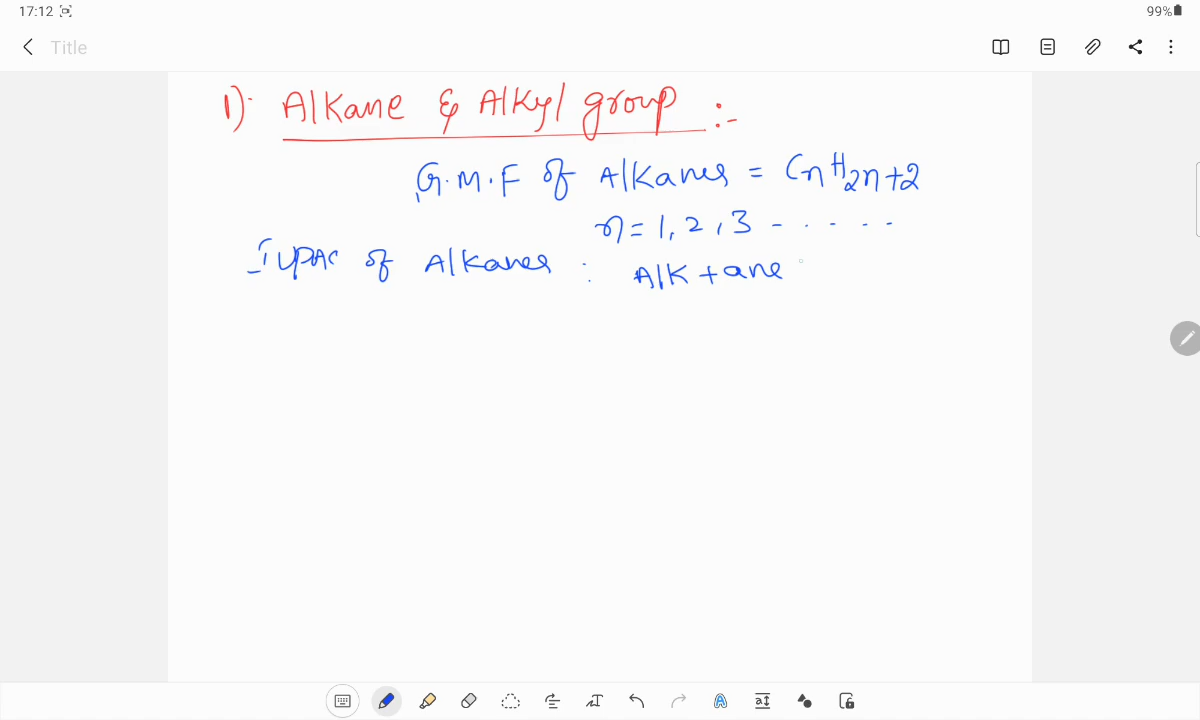 17:12
99%
Title
1) Alkane & Alkyl group :-
G.M.F of Alkanes = CnH2n+2
n = 1, 2, 3 - - - - - -
IUPAC of Alkanes : Alk + ane